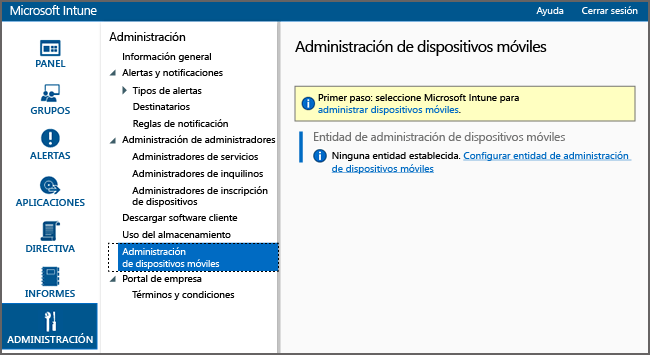 Microsoft Intune
Ayuda
Cerrar sesión
PANEL
GRUPOS
ALERTAS
APLICACIONES
DIRECTIVA
INFORMES
ADMINISTRACIÓN
Administración
Información general
Alertas y notificaciones
Tipos de alertas
Destinatarios
Reglas de notificación
Administración de administradores
Administradores de servicios
Administradores de inquilinos
Administradores de inscripción
de dispositivos
Descargar software cliente
Uso del almacenamiento
Administración
de dispositivos móviles
Portal de empresa
Términos y condiciones
Administración de dispositivos móviles
Primer paso: seleccione Microsoft Intune para
administrar dispositivos móviles.
Entidad de administración de dispositivos móviles
Ninguna entidad establecida. Configurar entidad de administración
de dispositivos móviles